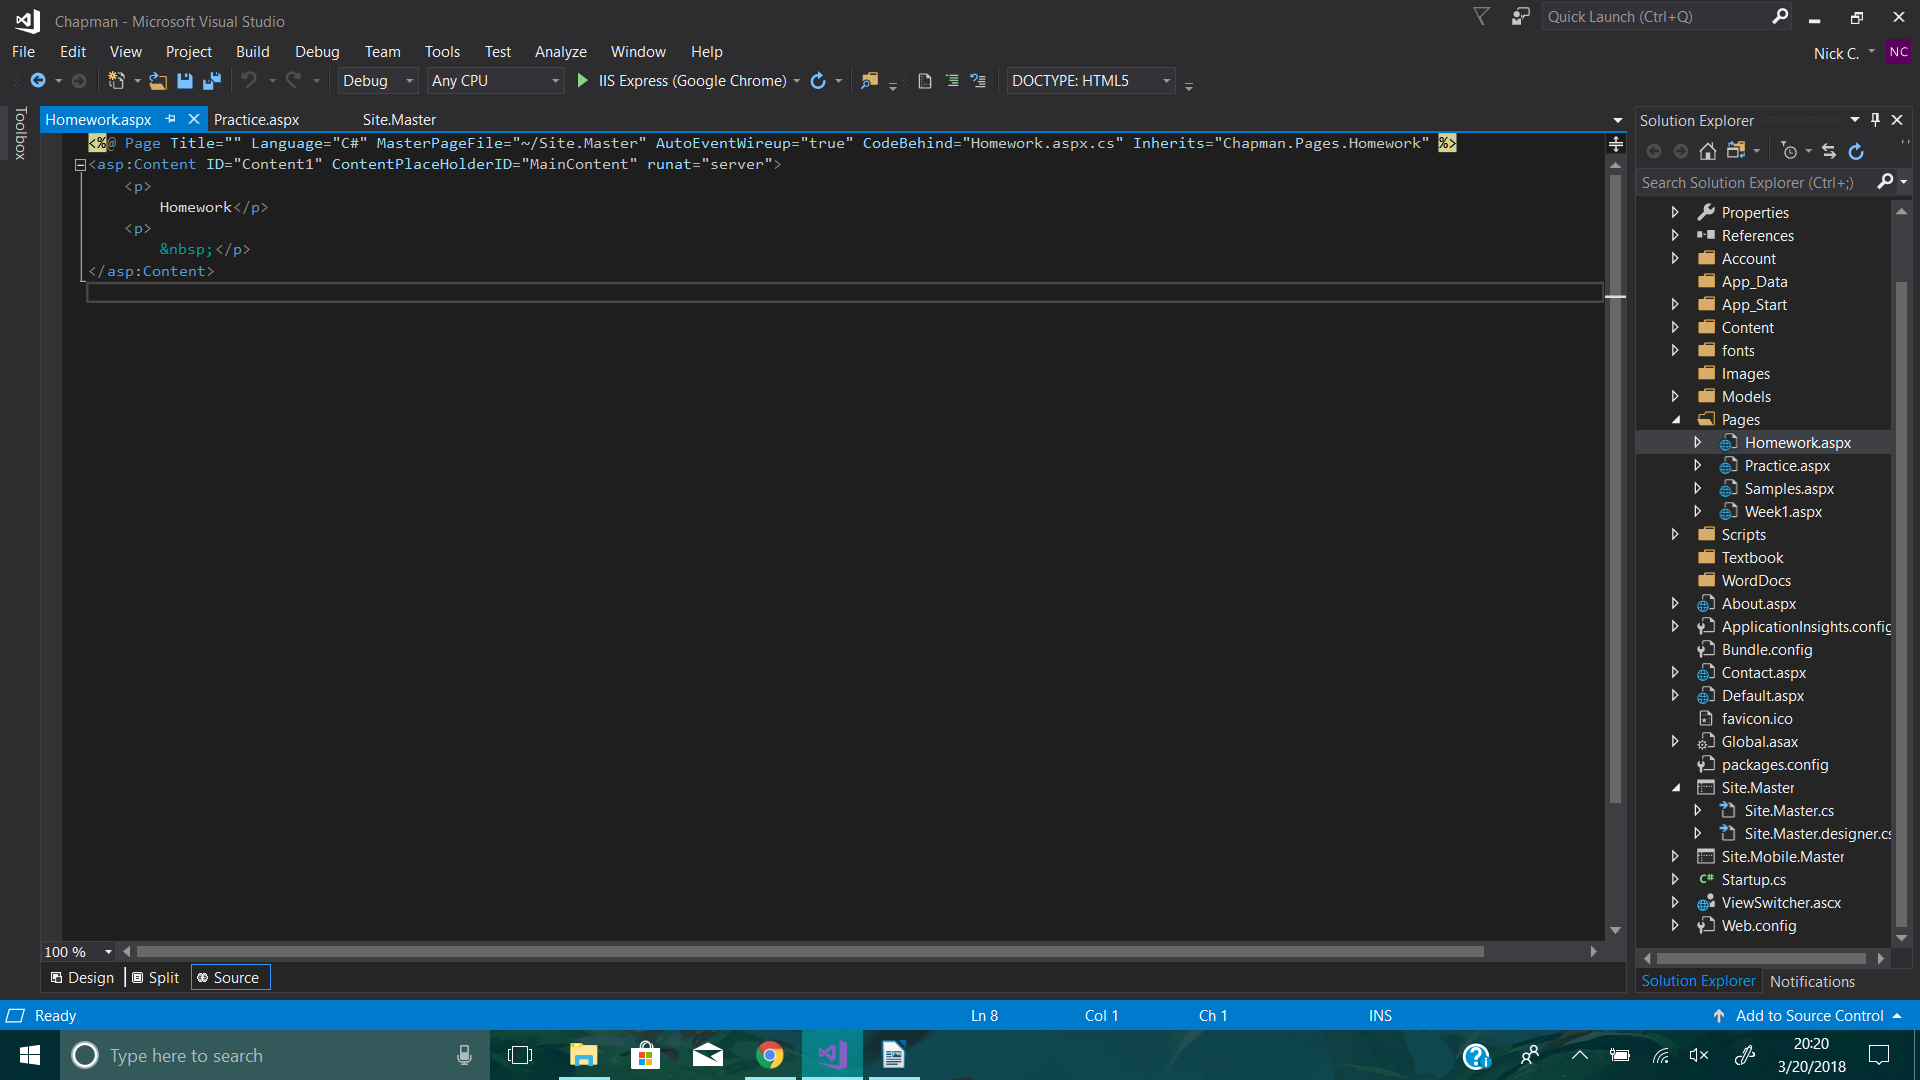 Chapman - Microsoft Visual Studio
Quick Launch (Ctrl+Q)
File Edit View Project Build Debug Team Tools Test Analyze Window Help
Nick C. NC
Debug Any CPU IIS Express (Google Chrome) DOCTYPE: HTML5
Toolbox
Homework.aspx Practice.aspx Site.Master
<%@ Page Title="" Language="C#" MasterPageFile="~/Site.Master" AutoEventWireup="true" CodeBehind="Homework.aspx.cs" Inherits="Chapman.Pages.Homework" %>
<asp:Content ID="Content1" ContentPlaceHolderID="MainContent" runat="server">
<p>
Homework</p>
<p>
&nbsp;</p>
</asp:Content>
100 %
Design Split Source
Solution Explorer
Search Solution Explorer (Ctrl+;)
Properties
References
Account
App_Data
App_Start
Content
fonts
Images
Models
Pages
Homework.aspx
Practice.aspx
Samples.aspx
Week1.aspx
Scripts
Textbook
WordDocs
About.aspx
ApplicationInsights.config
Bundle.config
Contact.aspx
Default.aspx
favicon.ico
Global.asax
packages.config
Site.Master
Site.Master.cs
Site.Master.designer.cs
Site.Mobile.Master
C# Startup.cs
ViewSwitcher.ascx
Web.config
Solution Explorer Notifications
Ready Ln 8 Col 1 Ch 1 INS Add to Source Control
Type here to search
20:20
3/20/2018